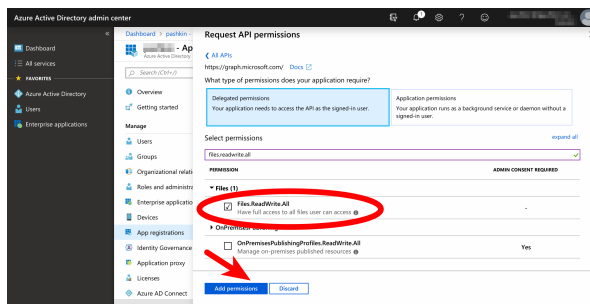 Azure Active Directory admin center
Dashboard
All services
FAVORITES
Azure Active Directory
Users
Enterprise applications
Dashboard > pashkin -
- Ap
Azure Active Directory
Search (Ctrl+/)
Overview
Getting started
Manage
Users
Groups
Organizational relati
Roles and administra
Enterprise applicatio
Devices
App registrations
Identity Governance
Application proxy
Licenses
Azure AD Connect
Request API permissions
All APIs
https://graph.microsoft.com/ Docs
What type of permissions does your application require?
Delegated permissions
Your application needs to access the API as the signed-in user.
Application permissions
Your application runs as a background service or daemon without a
signed-in user.
Select permissions
expand all
files.readwrite.all
PERMISSION
ADMIN CONSENT REQUIRED
Files (1)
Files.ReadWrite.All
Have full access to all files user can access
-
OnPremisesPublishingProfiles.ReadWrite.All
Manage on-premises published resources
Yes
Add permissions
Discard